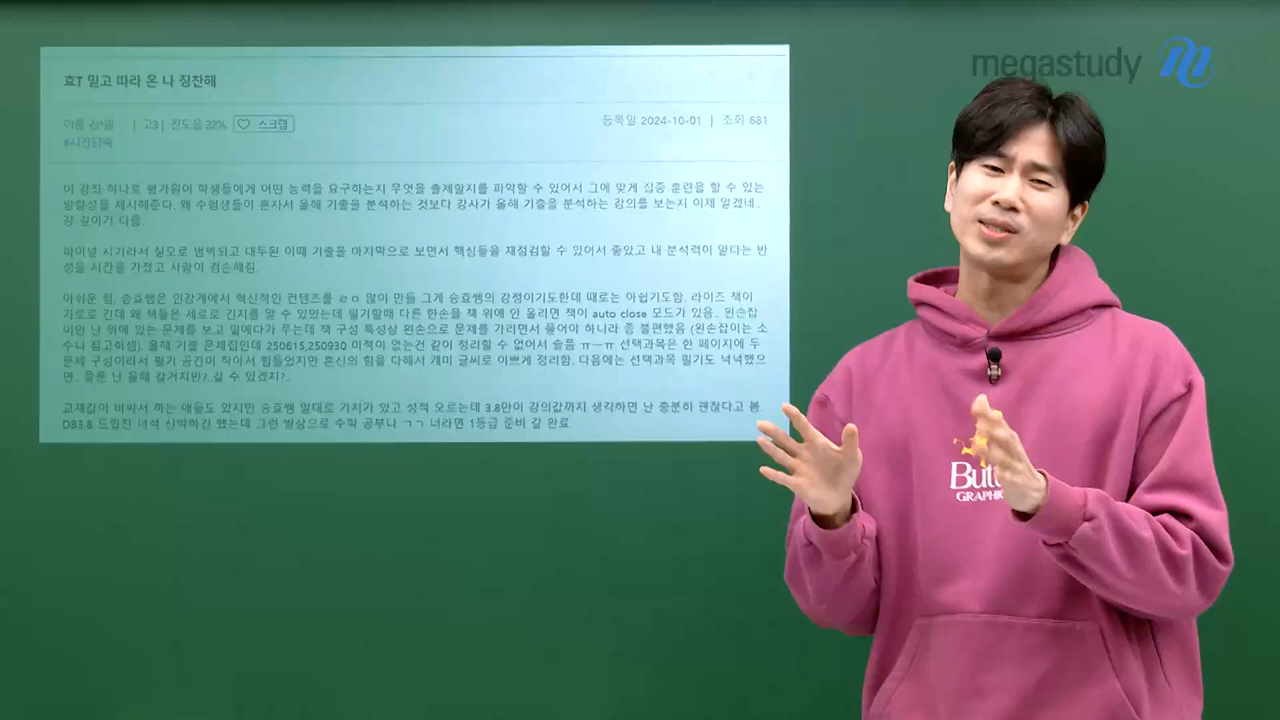 megastudy
효T 믿고 따라 온 나 칭찬해
이름 김*일 | 고3 | 진도율 32% ♡ 스크랩
등록일 2024-10-01 | 조회 681
#시간단축
이 강좌 하나로 평가원이 학생들에게 어떤 능력을 요구하는지 무엇을 출제할지를 파악할 수 있어서 그에 맞게 집중 훈련을 할 수 있는
방향성을 제시해준다. 왜 수험생들이 혼자서 올해 기출을 분석하는 것보다 강사가 올해 기출을 분석하는 강의를 보는지 이제 알겠네..
걍 깊이가 다름.
파이널 시기라서 실모로 범벅되고 대두된 이때 기출을 마지막으로 보면서 핵심들을 재점검할 수 있어서 좋았고 내 분석력이 얕다는 반
성을 시간을 가졌고 사람이 겸손해짐.
아쉬운 점, 승효쌤은 인강계에서 혁신적인 컨텐츠를 ㄹㅇ 많이 만듦 그게 승효쌤의 강점이기도한데 때로는 아쉽기도함. 라이즈 책이
가로로 긴데 왜 책들은 세로로 긴지를 알 수 있었는데 필기할때 다른 한손을 책 위에 안 올리면 책이 auto close 모드가 있음.. 왼손잡
이인 난 위에 있는 문제를 보고 밑에다가 푸는데 책 구성 특성상 왼손으로 문제를 가리면서 풀어야 하니라 좀 불편했음 (왼손잡이는 소
수니 참고하셈). 올해 기출 문제집인데 250615,250930 미적이 없는건 같이 정리할 수 없어서 슬픔 ㅠㅡㅠ 선택과목은 한 페이지에 두
문제 구성이라서 필기 공간이 작아서 힘들었지만 혼신의 힘을 다해서 개미 글씨로 이쁘게 정리함. 다음에는 선택과목 필기도 넉넉했으
면.. 물론 난 올해 갈거지만?.갈 수 있겠지?..
교재값이 비싸서 까는 애들도 있지만 승효쌤 말대로 가치가 있고 성적 오르는데 3.8만이 강의값까지 생각하면 난 충분히 괜찮다고 봄.
DB3.8 드립친 녀석 신박하긴 했는데 그런 발상으로 수학 공부나 ㄱㄱ 너라면 1등급 준비 갈 완료
GRAPHIC